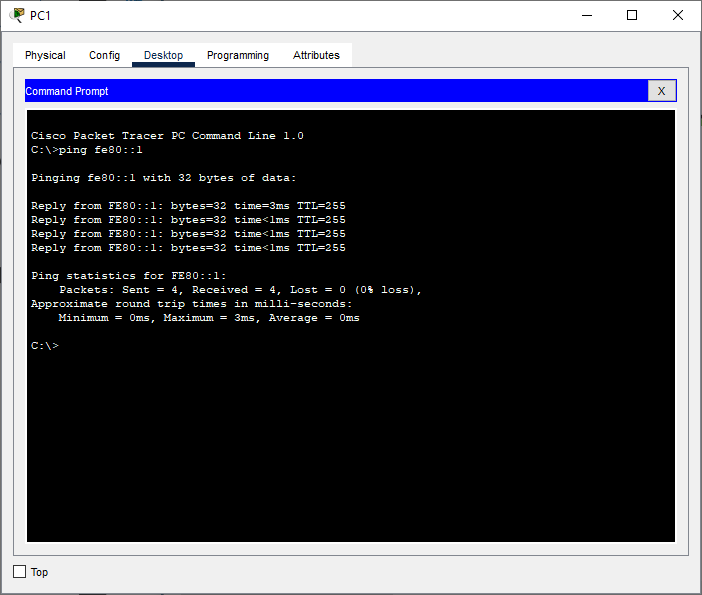 PC1
Physical Config Desktop Programming Attributes
Command Prompt X
Cisco Packet Tracer PC Command Line 1.0
C:\>ping fe80::1
Pinging fe80::1 with 32 bytes of data:
Reply from FE80::1: bytes=32 time=3ms TTL=255
Reply from FE80::1: bytes=32 time<1ms TTL=255
Reply from FE80::1: bytes=32 time<1ms TTL=255
Reply from FE80::1: bytes=32 time<1ms TTL=255
Ping statistics for FE80::1:
    Packets: Sent = 4, Received = 4, Lost = 0 (0% loss),
Approximate round trip times in milli-seconds:
    Minimum = 0ms, Maximum = 3ms, Average = 0ms
C:\>
Top